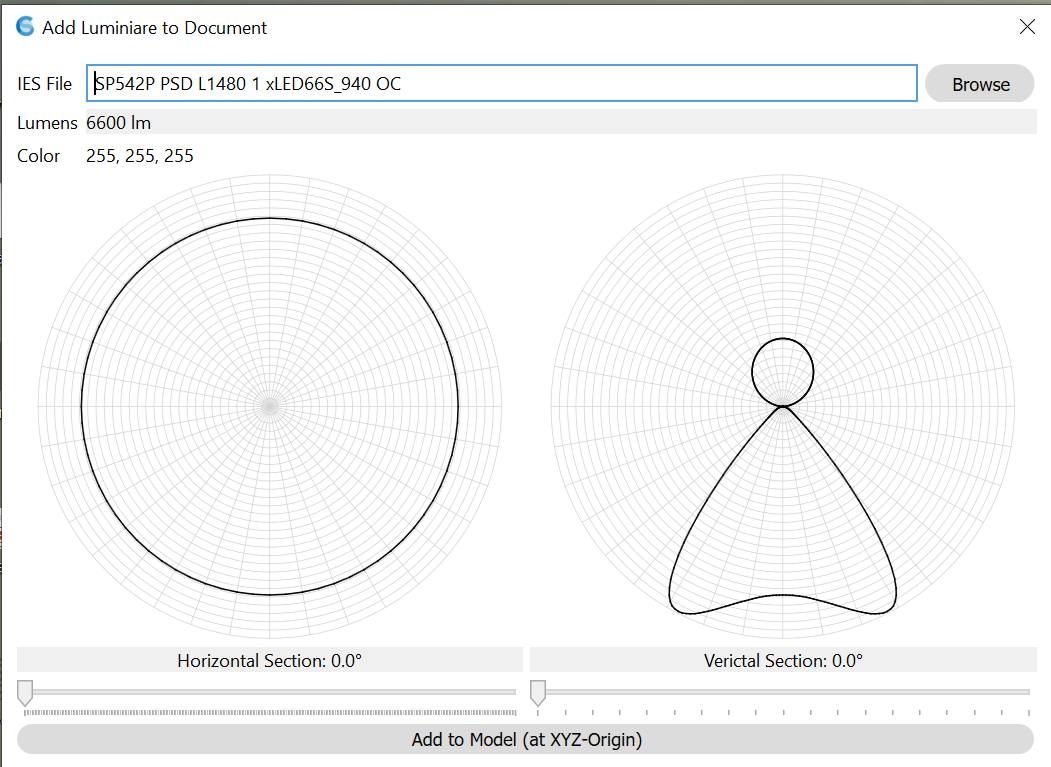 Add Luminiare to Document
IES File SP542P PSD L1480 1 xLED66S_940 OC Browse
Lumens 6600 lm
Color 255, 255, 255
Horizontal Section: 0.0° Verictal Section: 0.0°
Add to Model (at XYZ-Origin)